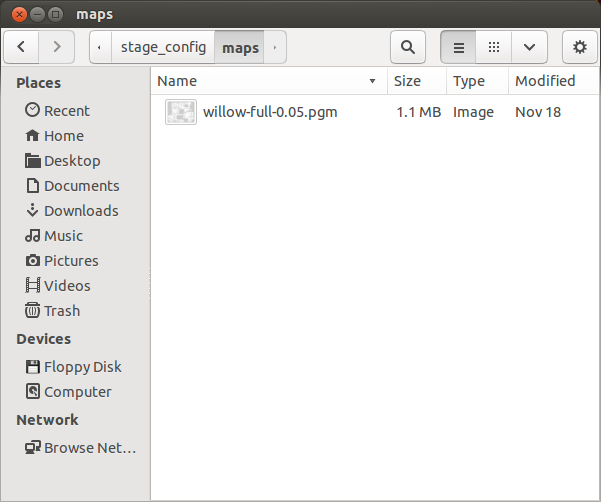 maps
stage_config maps
Places
Recent
Home
Desktop
Documents
Downloads
Music
Pictures
Videos
Trash
Devices
Floppy Disk
Computer
Network
Browse Net...
Name Size Type Modified
willow-full-0.05.pgm 1.1 MB Image Nov 18